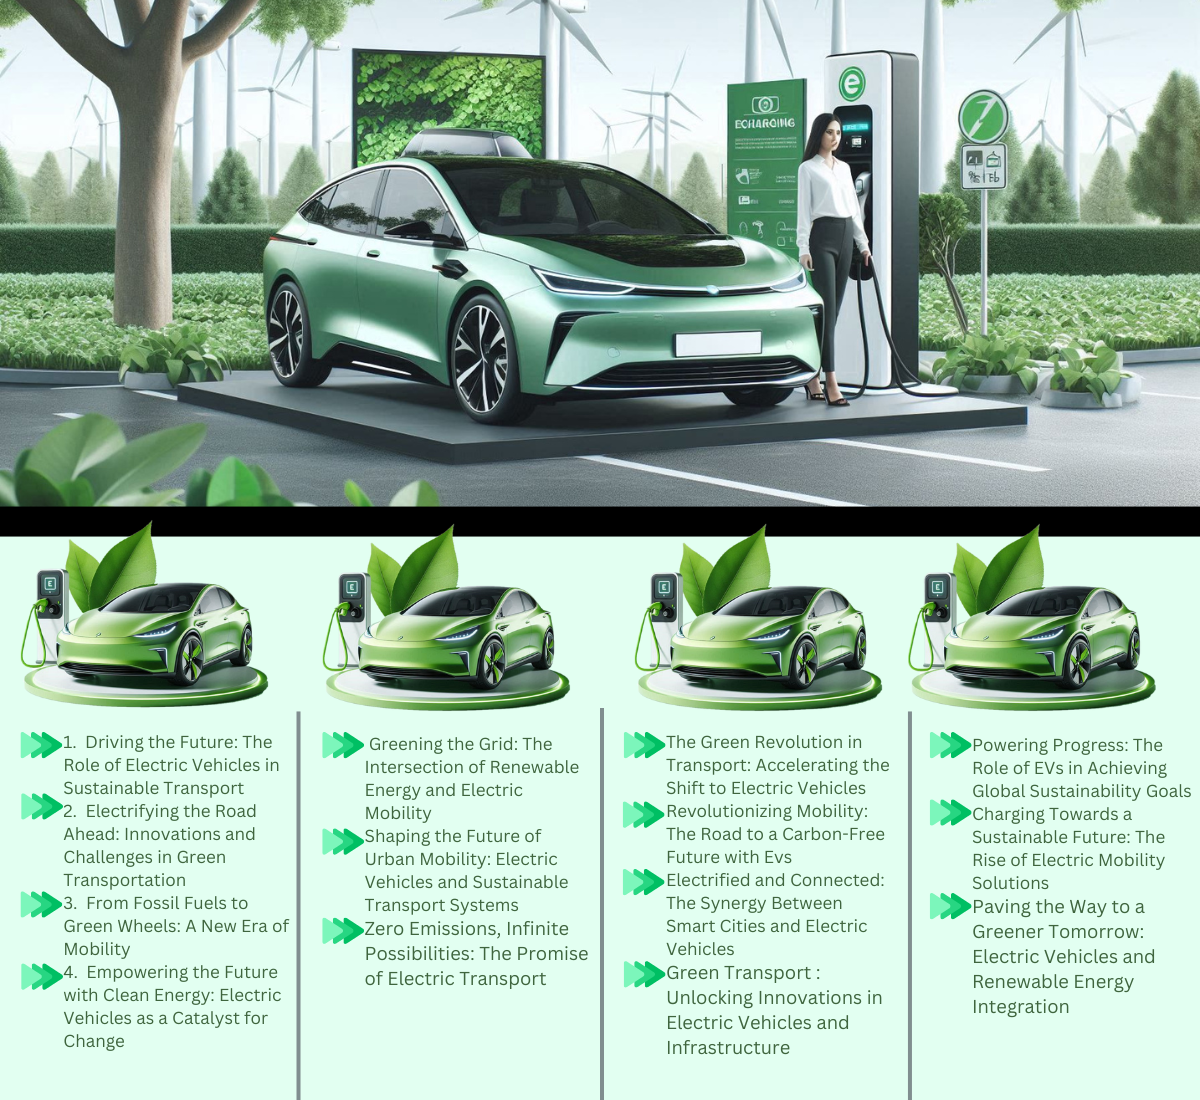 e
ECHARGING
E
E
E
E
1. Driving the Future: The
Role of Electric Vehicles in
Sustainable Transport
2. Electrifying the Road
Ahead: Innovations and
Challenges in Green
Transportation
3. From Fossil Fuels to
Green Wheels: A New Era of
Mobility
4. Empowering the Future
with Clean Energy: Electric
Vehicles as a Catalyst for
Change
Greening the Grid: The
Intersection of Renewable
Energy and Electric
Mobility
Shaping the Future of
Urban Mobility: Electric
Vehicles and Sustainable
Transport Systems
Zero Emissions, Infinite
Possibilities: The Promise
of Electric Transport
The Green Revolution in
Transport: Accelerating the
Shift to Electric Vehicles
Revolutionizing Mobility:
The Road to a Carbon-Free
Future with Evs
Electrified and Connected:
The Synergy Between
Smart Cities and Electric
Vehicles
Green Transport :
Unlocking Innovations in
Electric Vehicles and
Infrastructure
Powering Progress: The
Role of EVs in Achieving
Global Sustainability Goals
Charging Towards a
Sustainable Future: The
Rise of Electric Mobility
Solutions
Paving the Way to a
Greener Tomorrow:
Electric Vehicles and
Renewable Energy
Integration